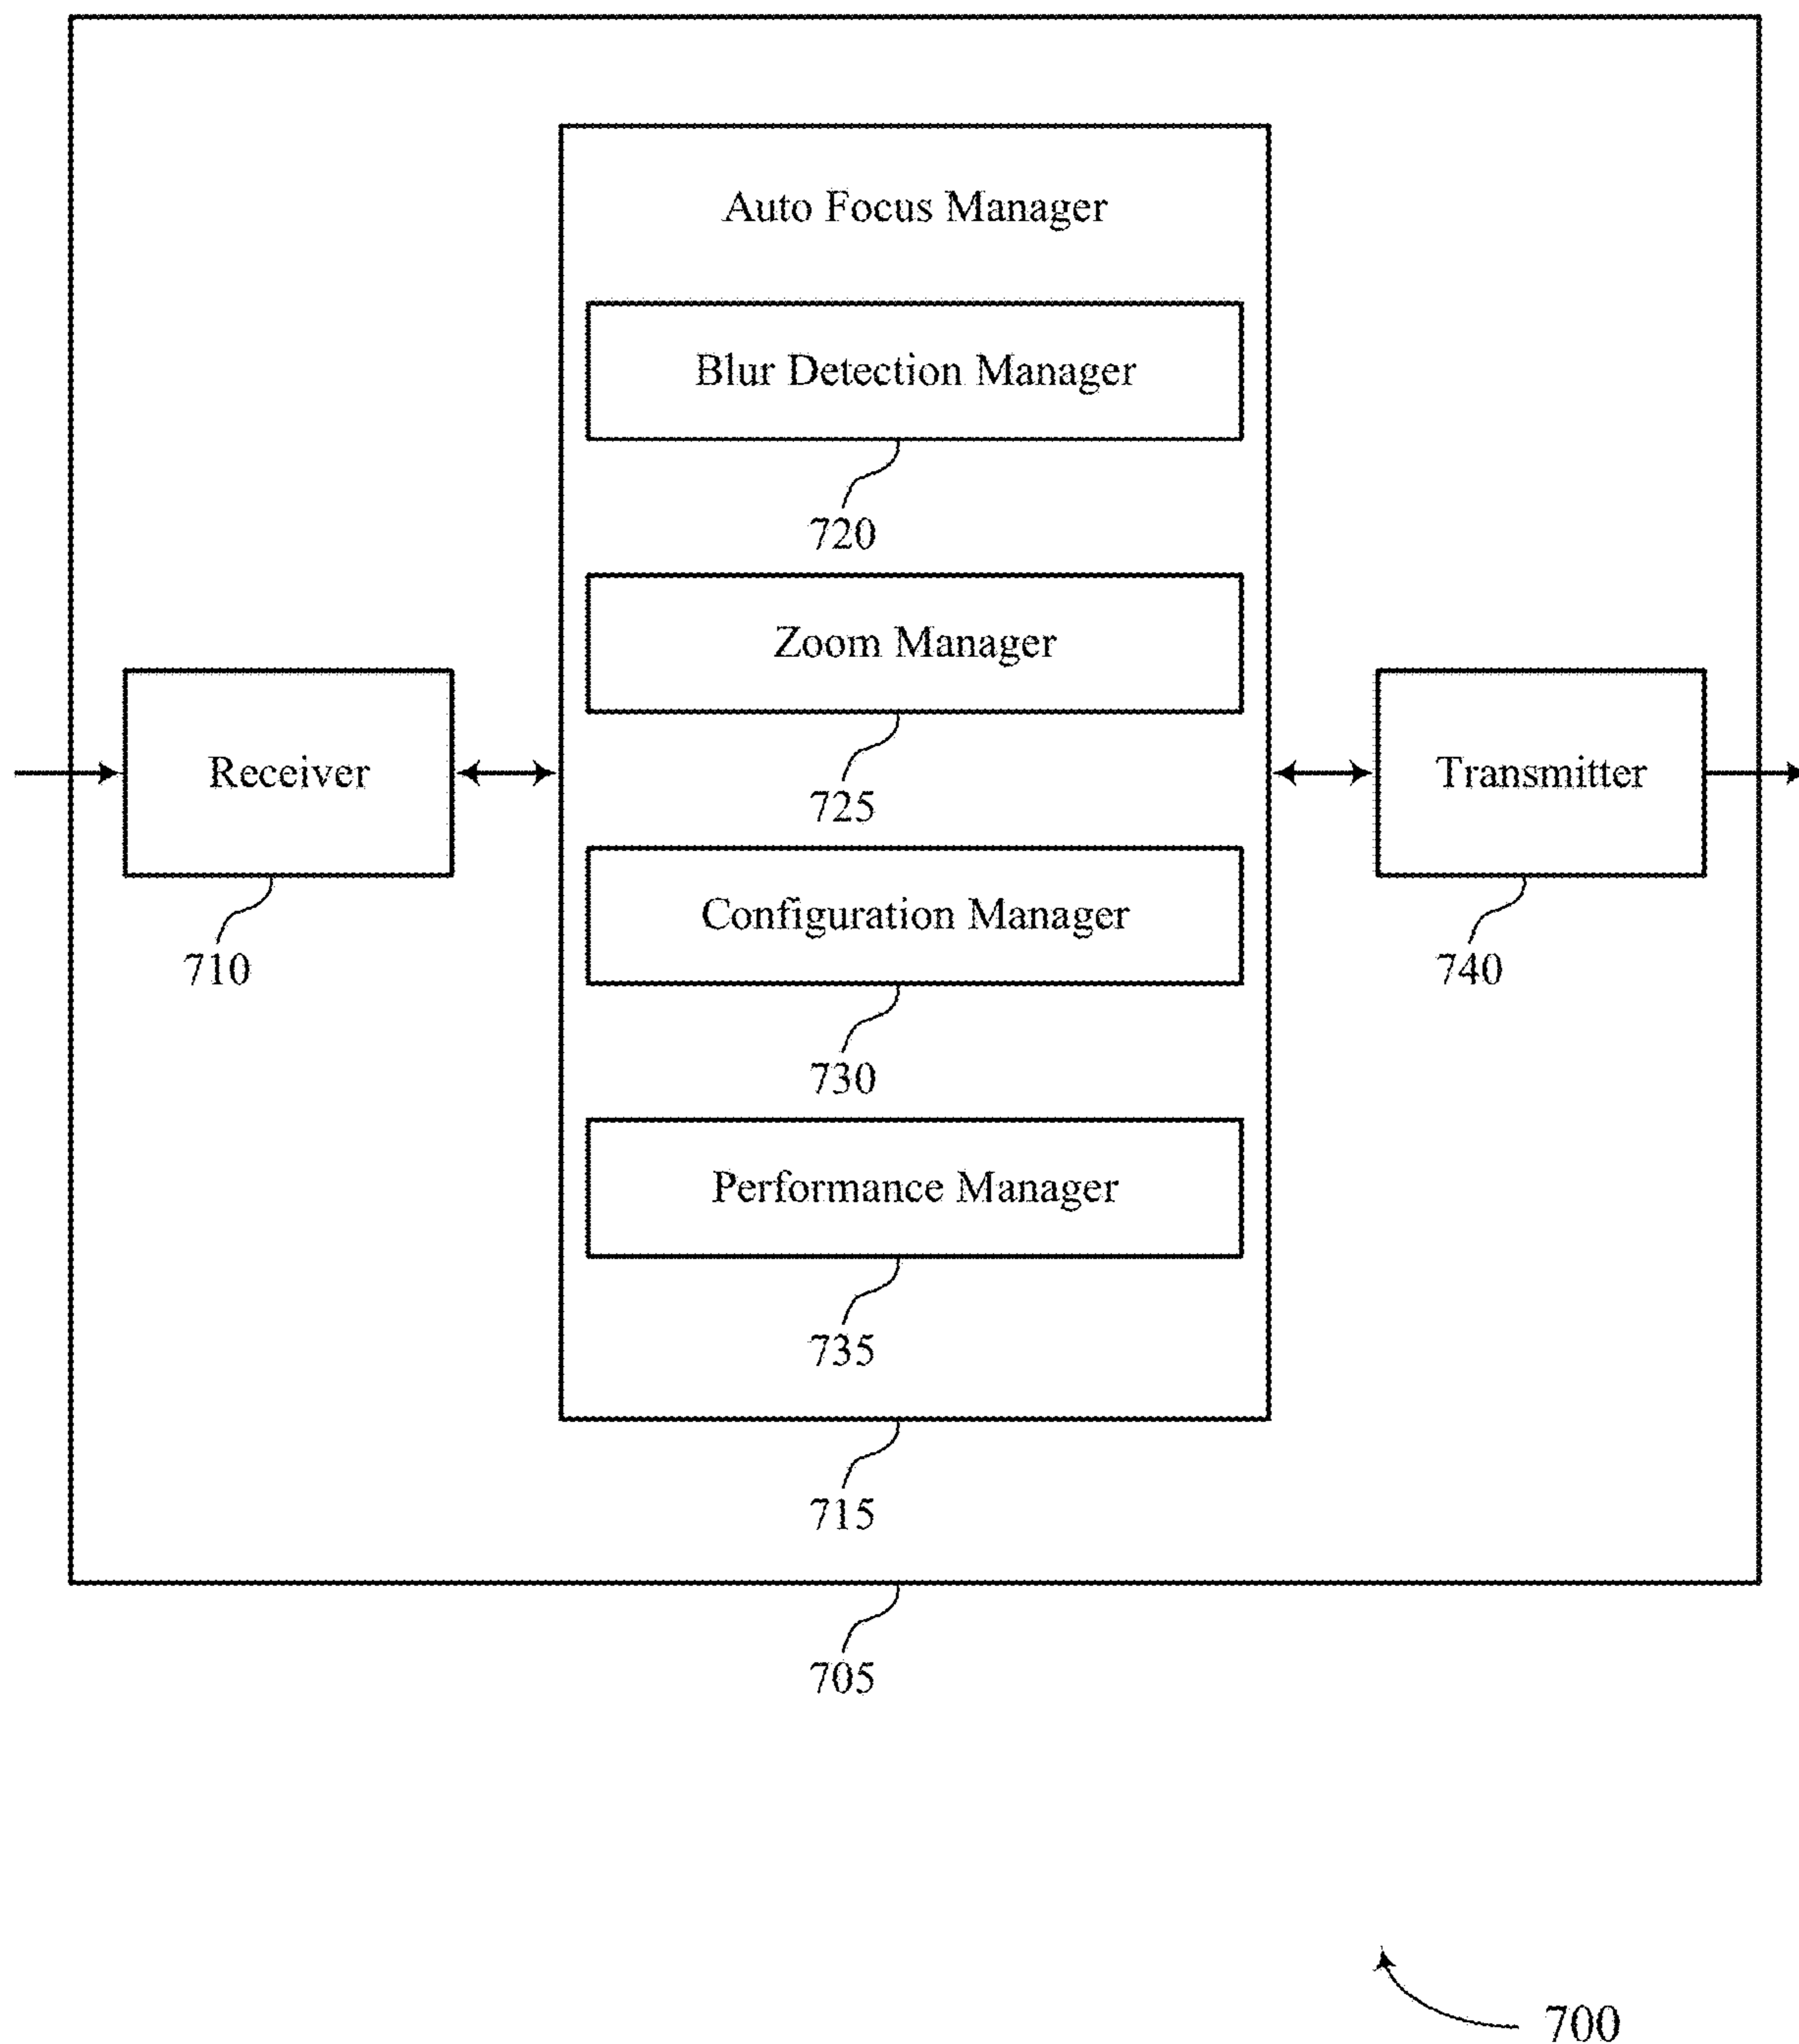 Auto Focus Manager
Blur Detection Manager
720
Zoom Manager
725
Receiver
710
Transmitter
740
Configuration Manager
730
Performance Manager
735
715
705
700